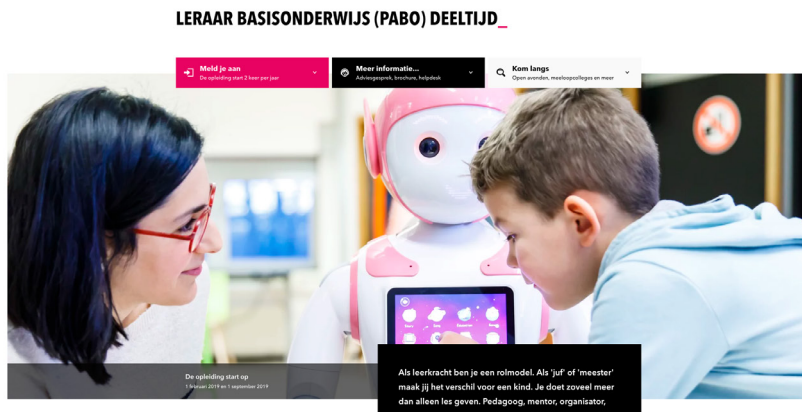 LERAAR BASISONDERWIJS (PABO) DEELTIJD_
Meld je aan
De opleiding start 2 keer per jaar
Meer informatie...
Adviesgesprek, brochure, helpdesk
Kom langs
Open avonden, meeloopcolleges en meer
De opleiding start op
1 februari 2019 en 1 september 2019
Als leerkracht ben je een rolmodel. Als 'juf' of 'meester'
maak jij het verschil voor een kind. Je doet zoveel meer
dan alleen les geven. Pedagoog, mentor, organisator,